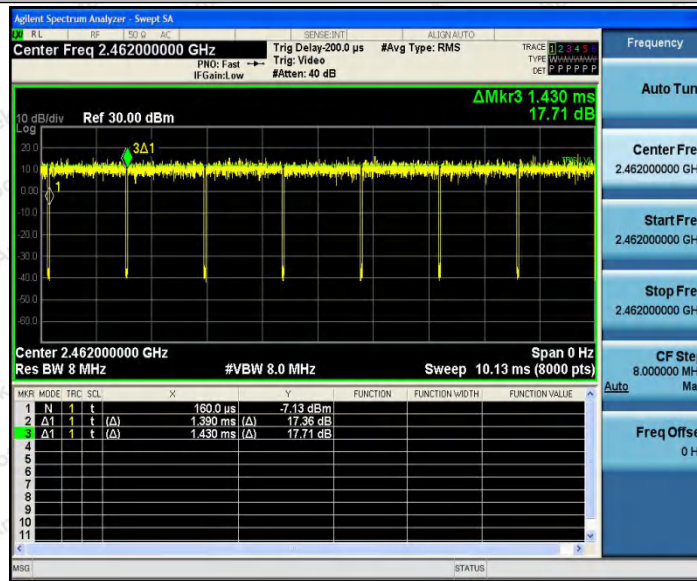 Agilent Spectrum Analyzer - Swept SA
LXI RL RF 50 Ω AC SENSE:INT ALIGN AUTO
Center Freq 2.462000000 GHz
PNO: Fast
IFGain:Low
Trig Delay-200.0 µs
Trig: Video
#Atten: 40 dB
#Avg Type: RMS
TRACE 1 2 3 4 5 6
TYPE WWWWWW
DET P P P P P P
ΔMkr3 1.430 ms
17.71 dB
10 dB/div Ref 30.00 dBm
Log
20.0
10.0
0.00
-10.0
-20.0
-30.0
-40.0
-50.0
-60.0
3Δ1
1
Center 2.462000000 GHz Span 0 Hz
Res BW 8 MHz #VBW 8.0 MHz Sweep 10.13 ms (8000 pts)
MKR MODE TRC SCL X Y FUNCTION FUNCTION WIDTH FUNCTION VALUE
1 N 1 t 160.0 µs -7.13 dBm
2 Δ1 1 t (Δ) 1.390 ms (Δ) 17.36 dB
3 Δ1 1 t (Δ) 1.430 ms (Δ) 17.71 dB
4
5
6
7
8
9
10
11
MSG STATUS
Frequency
Auto Tun
Center Fre
2.462000000 GH
Start Fre
2.462000000 GH
Stop Fre
2.462000000 GH
CF Ste
8.000000 MH
Auto Ma
Freq Offse
0 H